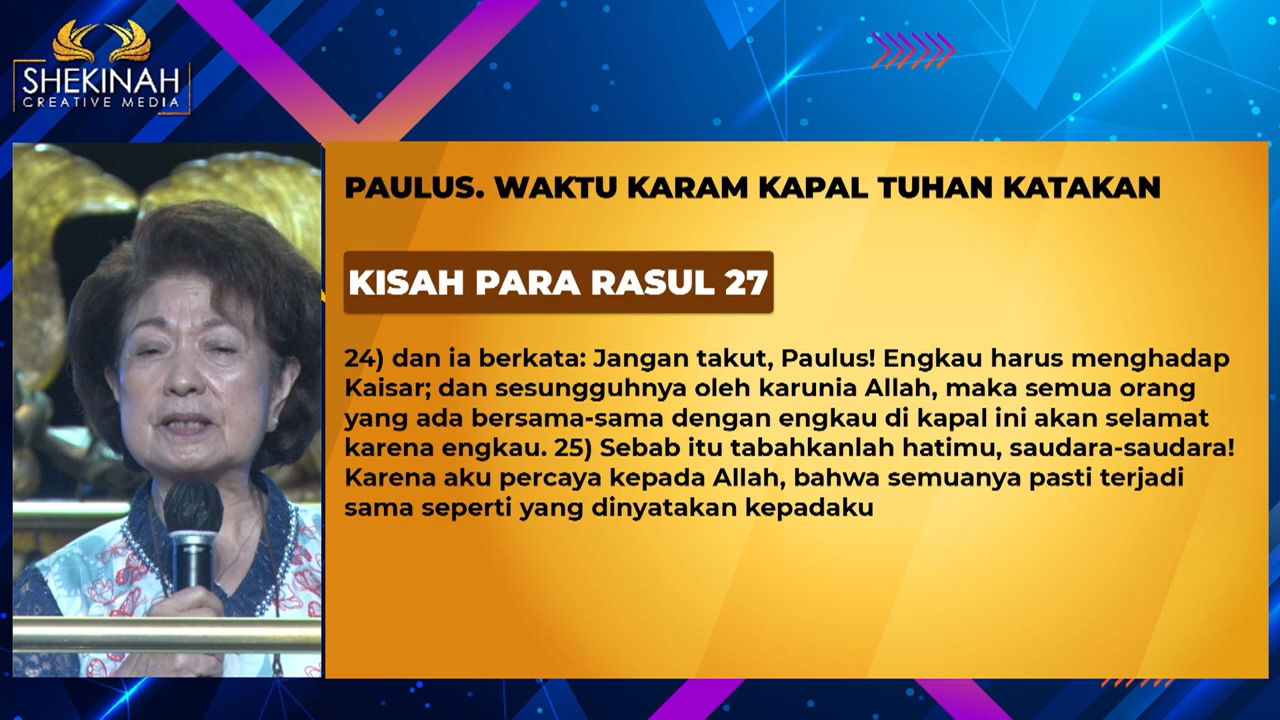 SHEKINAH
CREATIVE MEDIA
PAULUS. WAKTU KARAM KAPAL TUHAN KATAKAN
KISAH PARA RASUL 27
24) dan ia berkata: Jangan takut, Paulus! Engkau harus menghadap
Kaisar; dan sesungguhnya oleh karunia Allah, maka semua orang
yang ada bersama-sama dengan engkau di kapal ini akan selamat
karena engkau. 25) Sebab itu tabahkanlah hatimu, saudara-saudara!
Karena aku percaya kepada Allah, bahwa semuanya pasti terjadi
sama seperti yang dinyatakan kepadaku